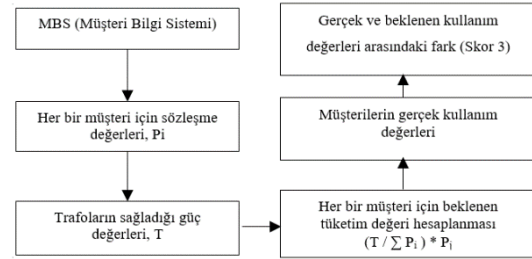 MBS (Müşteri Bilgi Sistemi)
Her bir müşteri için sözleşme
değerleri, Pi
Trafoların sağladığı güç
değerleri, T
Her bir müşteri için beklenen
tüketim değeri hesaplanması
(T / ∑ Pᵢ ) * Pⱼ
Müşterilerin gerçek kullanım
değerleri
Gerçek ve beklenen kullanım
değerleri arasındaki fark (Skor 3)